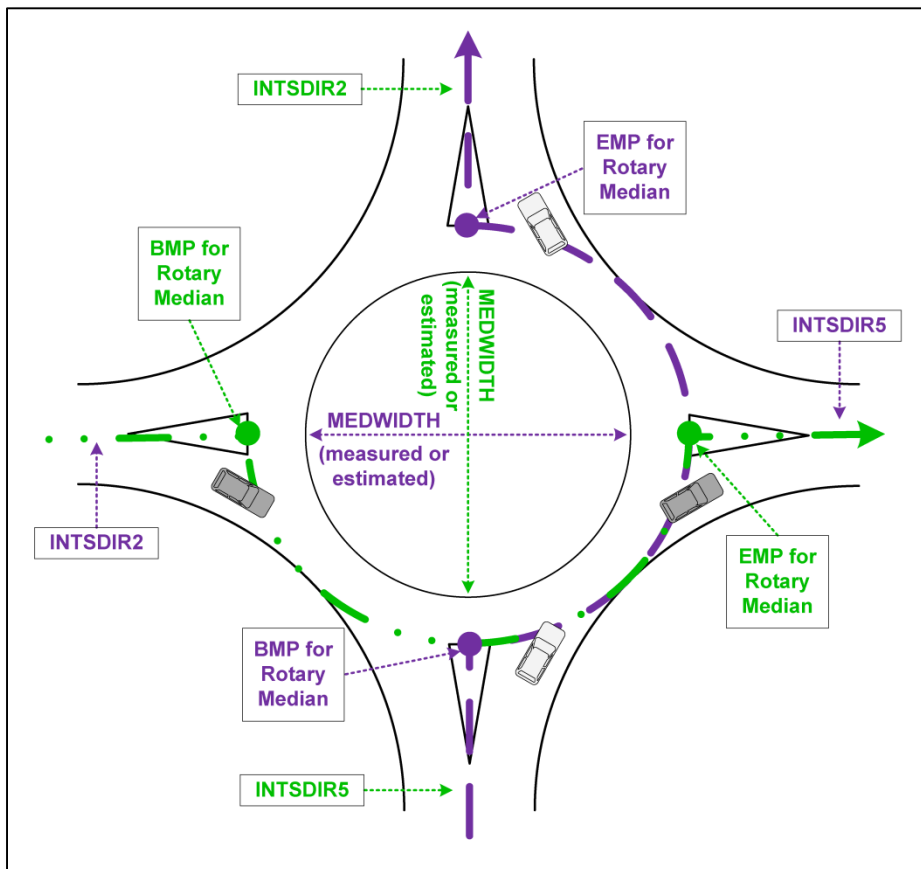 INTSDIR2
EMP for
Rotary
Median
BMP for
Rotary
Median
MEDWIDTH
(measured or
estimated)
INTSDIR5
MEDWIDTH
(measured or
estimated)
INTSDIR2
EMP for
Rotary
Median
BMP for
Rotary
Median
INTSDIR5